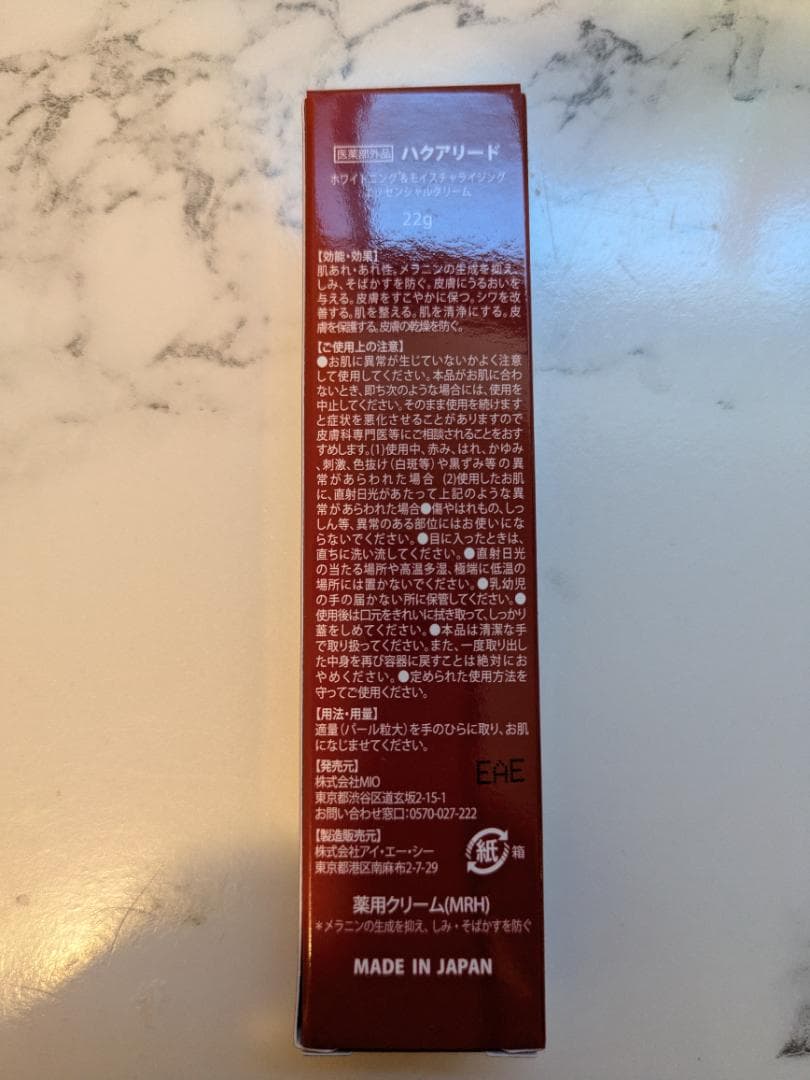 医薬部外品 ハクアリード
ホワイトニング&モイスチャライジング
エッセンシャルクリーム
22g
【効能・効果】
肌あれ・あれ性。メラニンの生成を抑え、
しみ、そばかすを防ぐ。皮膚にうるおいを
与える。皮膚をすこやかに保つ。シワを改
善する。肌を整える。肌を清浄にする。皮
膚を保護する。皮膚の乾燥を防ぐ。
【ご使用上の注意】
●お肌に異常が生じていないかよく注意
して使用してください。本品がお肌に合わ
ないとき、即ち次のような場合には、使用を
中止してください。そのまま使用を続けます
と症状を悪化させることがありますので
皮膚科専門医等にご相談されることをおす
すめします。(1)使用中、赤み、はれ、かゆみ
、刺激、色抜け(白斑等)や黒ずみ等の異
常があらわれた場合 (2)使用したお肌
に、直射日光があたって上記のような異
常があらわれた場合●傷やはれもの、しっ
しん等、異常のある部位にはお使いにな
らないでください。●目に入ったときは、
直ちに洗い流してください。●直射日光
の当たる場所や高温多湿、極端に低温の
場所には置かないでください。●乳幼児
の手の届かない所に保管してください。●
使用後は口元をきれいに拭き取って、しっかり
蓋をしめてください。●本品は清潔な手
で取り扱ってください。また、一度取り出し
た中身を再び容器に戻すことは絶対にお
やめください。●定められた使用方法を
守ってご使用ください。
【用法・用量】
適量(パール粒大)を手のひらに取り、お肌
になじませてください。
【発売元】
株式会社MIO
東京都渋谷区道玄坂2-15-1
お問い合わせ窓口:0570-027-222
EAE
【製造販売元】
株式会社アイ・エー・シー
東京都港区南麻布2-7-29
紙 箱
薬用クリーム(MRH)
*メラニンの生成を抑え、しみ・そばかすを防ぐ
MADE IN JAPAN